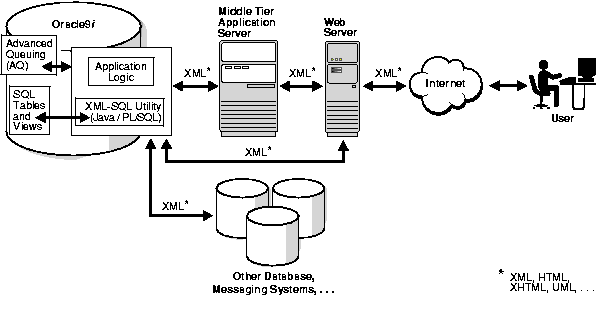 Oracle9i
Advanced
Queuing
(AQ)
Application
Logic
SQL
Tables
and
Views
XML-SQL Utility
(Java / PL/SQL)
XML*
Middle Tier
Application
Server
XML*
Web
Server
XML*
Internet
User
XML*
XML*
Other Database,
Messaging Systems, . . .
* XML, HTML,
XHTML, UML, . . .